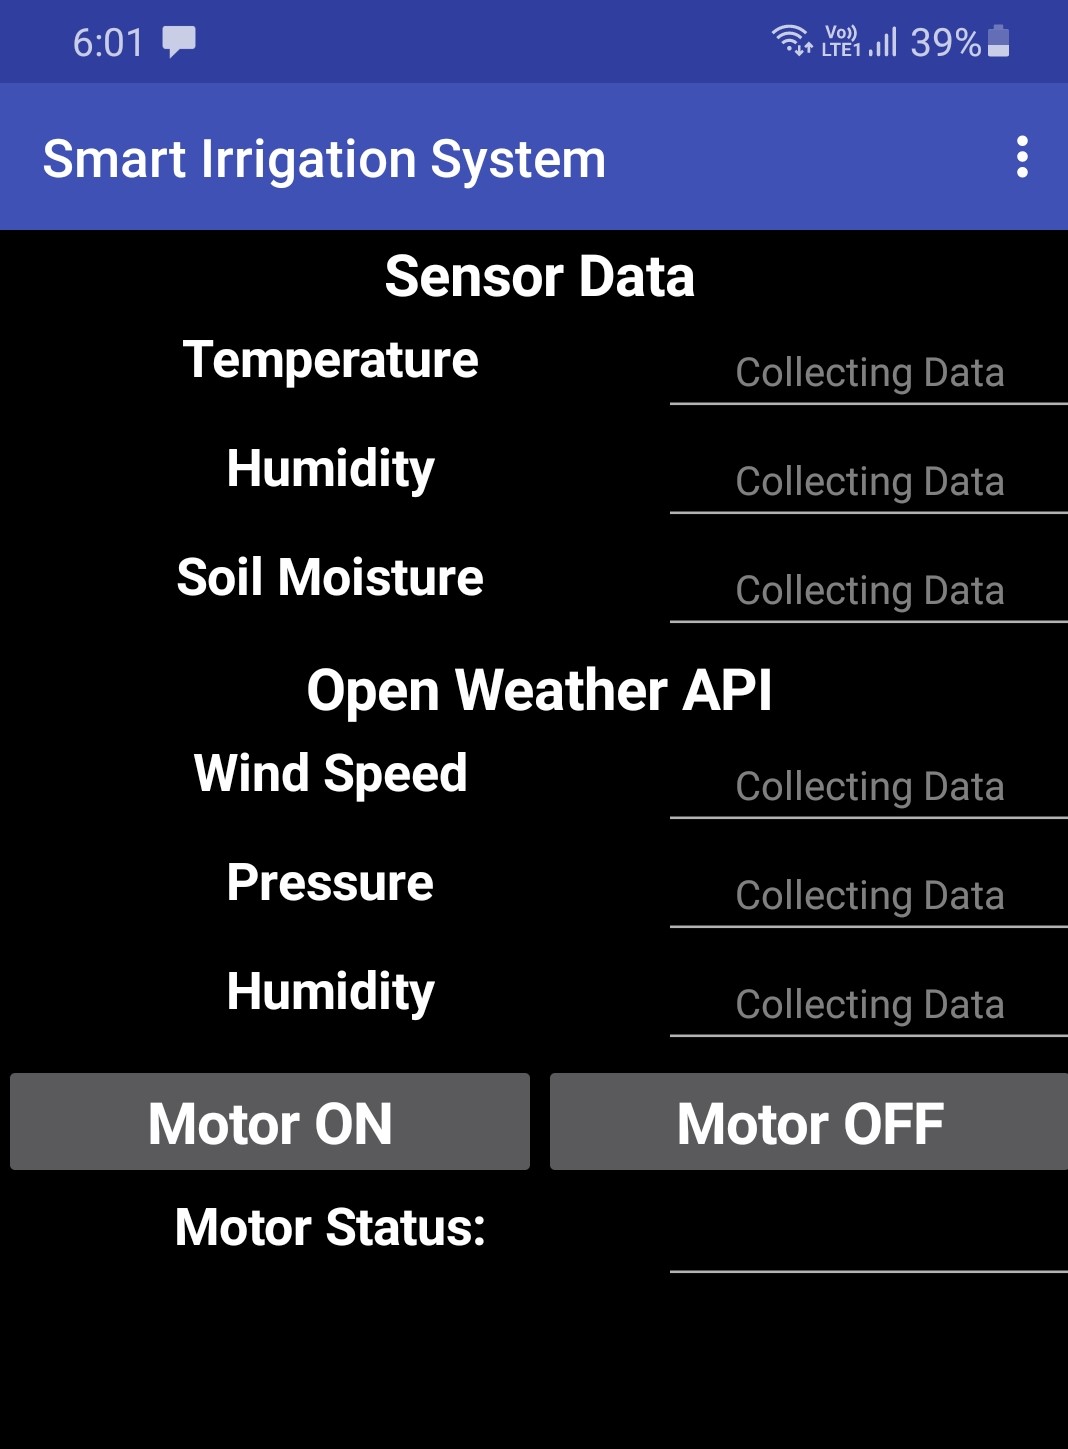 6:01 Vo)) LTE1 39%
Smart Irrigation System
Sensor Data
Temperature Collecting Data
Humidity Collecting Data
Soil Moisture Collecting Data
Open Weather API
Wind Speed Collecting Data
Pressure Collecting Data
Humidity Collecting Data
Motor ON Motor OFF
Motor Status: